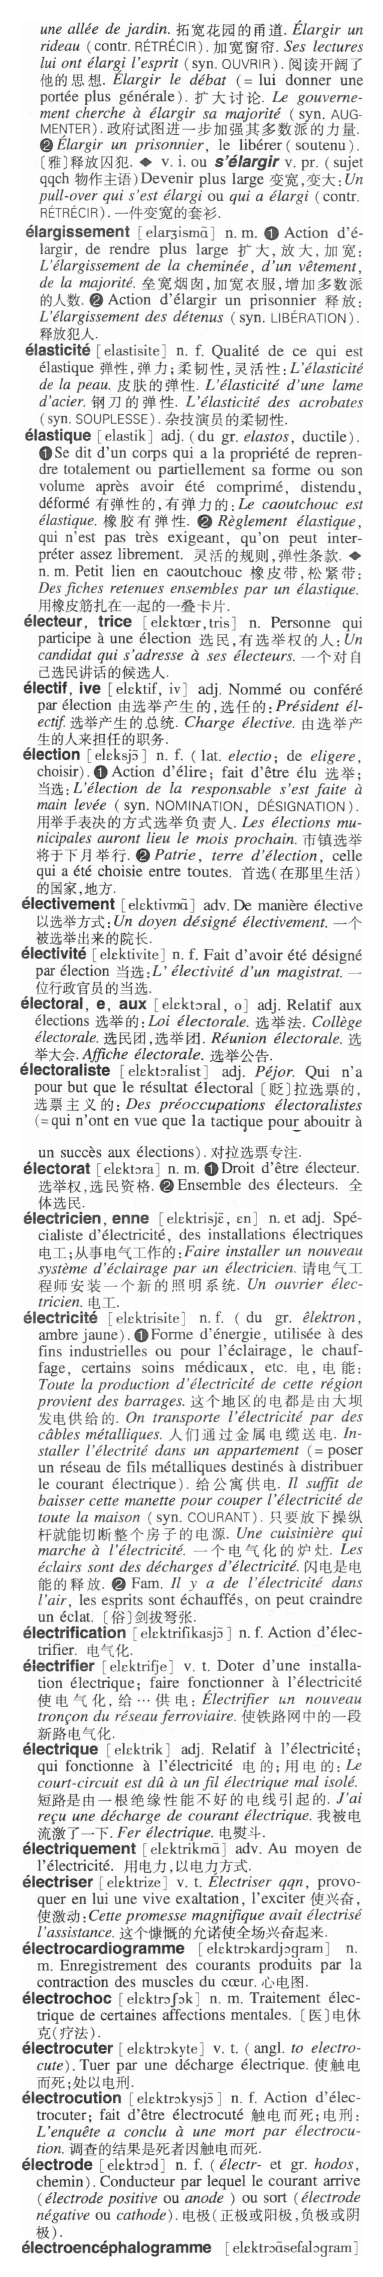 une allée de jardin. 拓宽花园的甬道. Élargir un
rideau (contr. RÉTRÉCIR). 加宽窗帘. Ses lectures
lui ont élargi l'esprit (syn. OUVRIR). 阅读开阔了
他的思想. Élargir le débat (= lui donner une
portée plus générale). 扩大讨论. Le gouverne-
ment cherche à élargir sa majorité (syn. AUG-
MENTER). 政府试图进一步加强其多数派的力量.
❷ Élargir un prisonnier, le libérer (soutenu).
〔雅〕释放囚犯. ◆ v. i. ou s'élargir v. pr. (sujet
qqch 物作主语) Devenir plus large 变宽,变大: Un
pull-over qui s'est élargi ou qui a élargi (contr.
RÉTRÉCIR). 一件变宽的套衫.
élargissement [elarʒismɑ̃] n. m. ❶ Action d'é-
largir, de rendre plus large 扩大,放大,加宽:
L'élargissement de la cheminée, d'un vêtement,
de la majorité. 垒宽烟囱,加宽衣服,增加多数派
的人数. ❷ Action d'élargir un prisonnier 释放:
L'élargissement des détenus (syn. LIBÉRATION).
释放犯人.
élasticité [elastisite] n. f. Qualité de ce qui est
élastique 弹性,弹力;柔韧性,灵活性: L'élasticité
de la peau. 皮肤的弹性. L'élasticité d'une lame
d'acier. 钢刀的弹性. L'élasticité des acrobates
(syn. SOUPLESSE). 杂技演员的柔韧性.
élastique [elastik] adj. (du gr. elastos, ductile).
❶ Se dit d'un corps qui a la propriété de repren-
dre totalement ou partiellement sa forme ou son
volume après avoir été comprimé, distendu,
déformé 有弹性的,有弹力的: Le caoutchouc est
élastique. 橡胶有弹性. ❷ Règlement élastique,
qui n'est pas très exigeant, qu'on peut inter-
préter assez librement. 灵活的规则,弹性条款. ◆
n. m. Petit lien en caoutchouc 橡皮带,松紧带:
Des fiches retenues ensembles par un élastique.
用橡皮筋扎在一起的一叠卡片.
électeur, trice [elɛktœr, tris] n. Personne qui
participe à une élection 选民,有选举权的人: Un
candidat qui s'adresse à ses électeurs. 一个对自
己选民讲话的候选人.
électif, ive [elɛktif, iv] adj. Nommé ou conféré
par élection 由选举产生的,选任的: Président él-
ectif. 选举产生的总统. Charge élective. 由选举产
生的人来担任的职务.
élection [elɛksjɔ̃] n. f. (lat. electio; de eligere,
choisir). ❶ Action d'élire; fait d'être élu 选举;
当选: L'élection de la responsable s'est faite à
main levée (syn. NOMINATION, DÉSIGNATION).
用举手表决的方式选举负责人. Les élections mu-
nicipales auront lieu le mois prochain. 市镇选举
将于下月举行. ❷ Patrie, terre d'élection, celle
qui a été choisie entre toutes. 首选(在那里生活)
的国家,地方.
électivement [elɛktivmɑ̃] adv. De manière élective
以选举方式: Un doyen désigné électivement. 一个
被选举出来的院长.
électivité [elɛktivite] n. f. Fait d'avoir été désigné
par élection 当选: L' électivité d'un magistrat. 一
位行政官员的当选.
électoral, e, aux [elɛktɔral, o] adj. Relatif aux
élections 选举的: Loi électorale. 选举法. Collège
électorale. 选民团,选举团. Réunion électorale. 选
举大会. Affiche électorale. 选举公告.
électoraliste [elɛktɔralist] adj. Péjor. Qui n'a
pour but que le résultat électoral 〔贬〕拉选票的,
选票主义的: Des préoccupations électoralistes
(= qui n'ont en vue que la tactique pour abouitr à
un succès aux élections). 对拉选票专注.
électorat [elɛktɔra] n. m. ❶ Droit d'être électeur.
选举权,选民资格. ❷ Ensemble des électeurs. 全
体选民.
électricien, enne [elɛktrisjɛ̃, ɛn] n. et adj. Spé-
cialiste d'électricité, des installations électriques
电工;从事电气工作的: Faire installer un nouveau
système d'éclairage par un électricien. 请电气工
程师安装一个新的照明系统. Un ouvrier élec-
tricien. 电工.
électricité [elɛktrisite] n. f. ( du gr. êlektron,
ambre jaune). ❶ Forme d'énergie, utilisée à des
fins industrielles ou pour l'éclairage, le chauf-
fage, certains soins médicaux, etc. 电,电能:
Toute la production d'électricité de cette région
provient des barrages. 这个地区的电都是由大坝
发电供给的. On transporte l'électricité par des
câbles métalliques. 人们通过金属电缆送电. In-
staller l'électrité dans un appartement (= poser
un réseau de fils métalliques destinés à distribuer
le courant électrique). 给公寓供电. Il suffit de
baisser cette manette pour couper l'électricité de
toute la maison (syn. COURANT). 只要放下操纵
杆就能切断整个房子的电源. Une cuisinière qui
marche à l'électricité. 一个电气化的炉灶. Les
éclairs sont des décharges d'électricité. 闪电是电
能的释放. ❷ Fam. Il y a de l'électricité dans
l'air, les esprits sont échauffés, on peut craindre
un éclat. 〔俗〕剑拔弩张.
électrification [elɛktrifikasjɔ̃] n. f. Action d'élec-
trifier. 电气化.
électrifier [elɛktrifje] v. t. Doter d'une installa-
tion électrique; faire fonctionner à l'électricité
使电气化,给…供电: Électrifier un nouveau
tronçon du réseau ferroviaire. 使铁路网中的一段
新路电气化.
électrique [elɛktrik] adj. Relatif à l'électricité;
qui fonctionne à l'électricité 电的;用电的: Le
court-circuit est dû à un fil électrique mal isolé.
短路是由一根绝缘性能不好的电线引起的. J'ai
reçu une décharge de courant électrique. 我被电
流激了一下. Fer électrique. 电熨斗.
électriquement [elɛktrikmɑ̃] adv. Au moyen de
l'électricité. 用电力,以电力方式.
électriser [elɛktrize] v. t. Électriser qqn, provo-
quer en lui une vive exaltation, l'exciter 使兴奋,
使激动: Cette promesse magnifique avait électrisé
l'assistance. 这个慷慨的允诺使全场兴奋起来.
électrocardiogramme [elɛktrɔkardjɔgram] n.
m. Enregistrement des courants produits par la
contraction des muscles du cœur. 心电图.
électrochoc [elɛktrɔʃɔk] n. m. Traitement élec-
trique de certaines affections mentales. 〔医〕电休
克(疗法).
électrocuter [elɛktrɔkyte] v. t. (angl. to electro-
cute). Tuer par une décharge électrique. 使触电
而死;处以电刑.
électrocution [elɛktrɔkysjɔ̃] n. f. Action d'élec-
trocuter; fait d'être électrocuté 触电而死;电刑:
L'enquête a conclu à une mort par électrocu-
tion. 调查的结果是死者因触电而死.
électrode [elɛktrɔd] n. f. (électr- et gr. hodos,
chemin). Conducteur par lequel le courant arrive
(électrode positive ou anode ) ou sort (électrode
négative ou cathode). 电极(正极或阳极,负极或阴
极).
électroencéphalogramme [elɛktrɔɑ̃sefalɔgram]